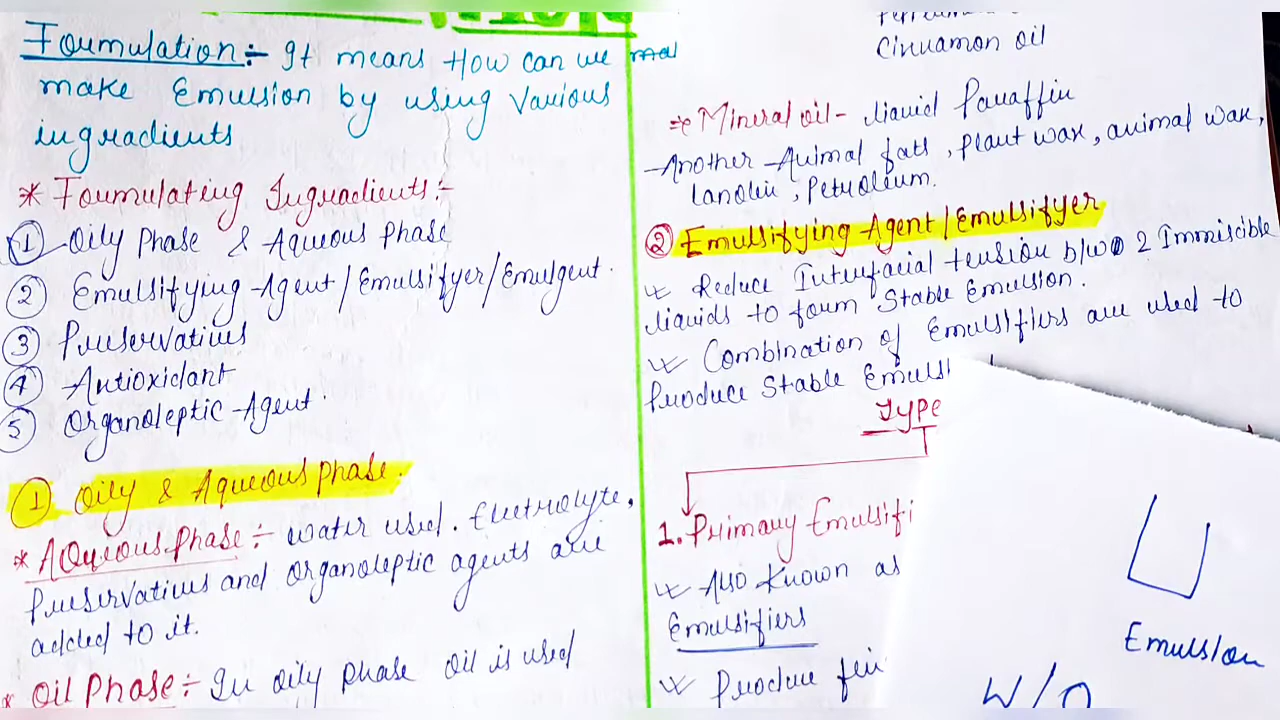 Formulation:- It means How can we
make Emulsion by using Various
ingradients
* Formulating Ingradients:-
① Oily Phase & Aqueous Phase
② Emulsifying Agent/Emulsifyer/Emulgent.
③ Preservatives
④ Antioxidant
⑤ Organoleptic Agent.
① Oily & Aqueous phase.
* Aqueous Phase:- water used. Electrolyte,
Preservatives and organoleptic agents are
added to it.
* Oil Phase:- In oily phase oil is used
Cinnamon oil
⇒ Mineral oil- liquid Paraffin
-Another -Animal fats, Plant wax, animal wax,
lanolin, Petroleum.
② Emulsifying Agent/Emulsifyer
Reduce Interfacial tension b/w 2 Immiscible
liquids to form Stable Emulsion.
Combination of Emulsifiers are used to
Produce Stable Emulsi
Type
1. Primary Emulsifi
Also Known as
Emulsifiers
Produce
Emulsion
W/O